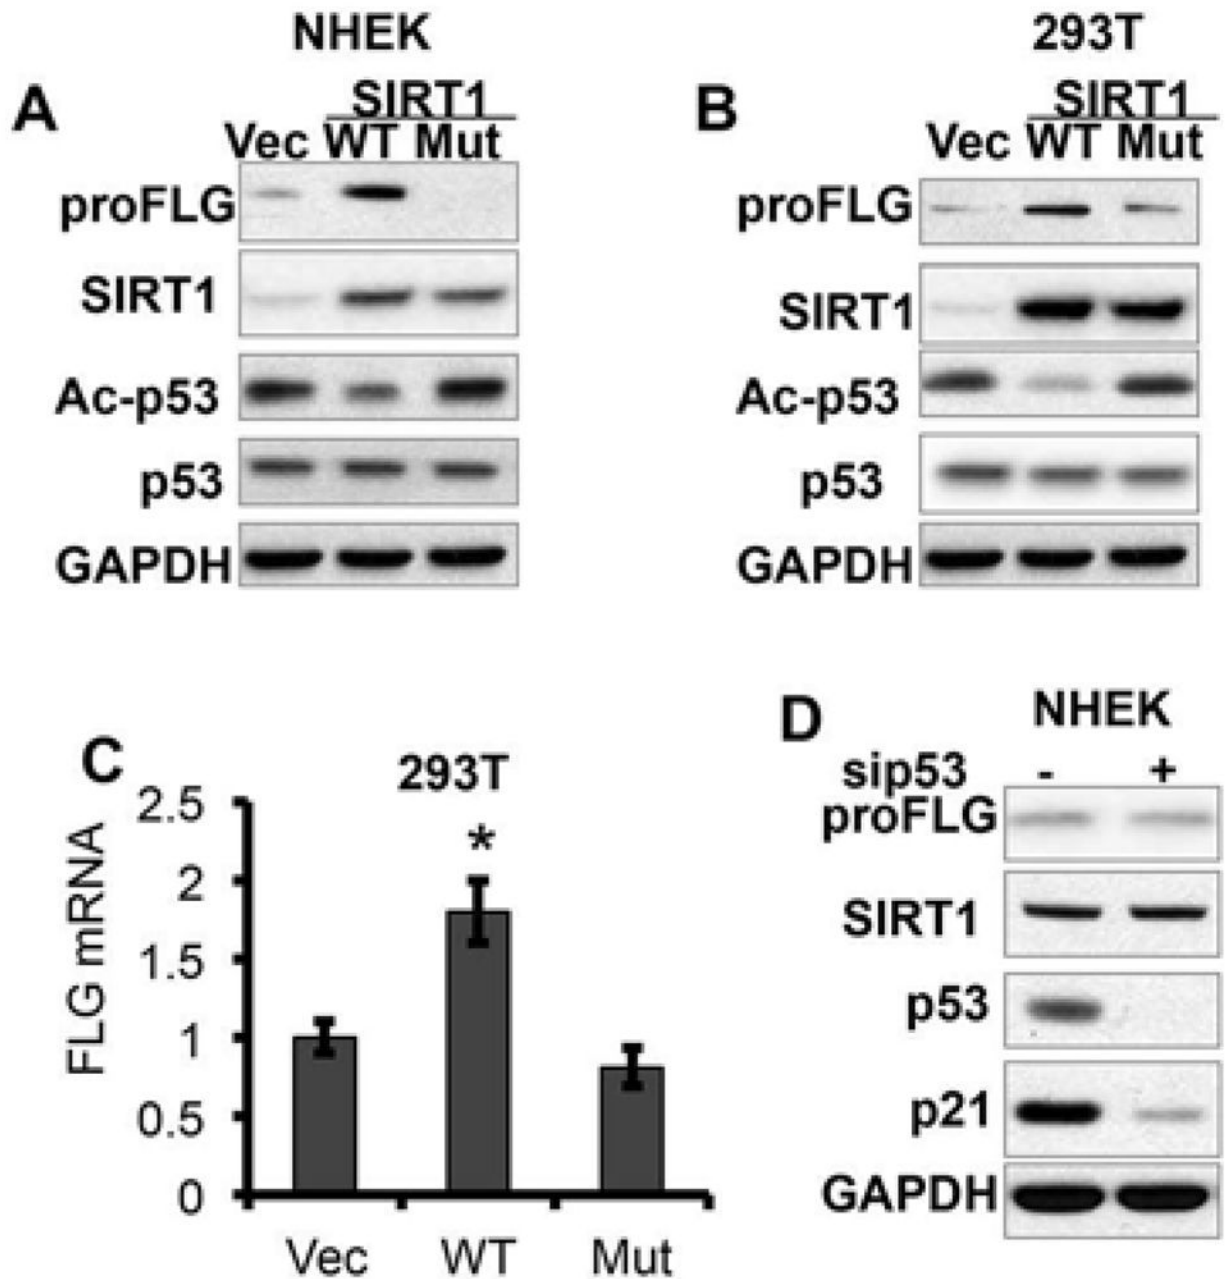 NHEK
A
SIRT1
Vec WT Mut
proFLG
SIRT1
Ac-p53
p53
GAPDH
293T
B
SIRT1
Vec WT Mut
proFLG
SIRT1
Ac-p53
p53
GAPDH
C
293T
FLG mRNA
2.5
2
1.5
1
0.5
0
*
Vec WT Mut
D
NHEK
sip53 - +
proFLG
SIRT1
p53
p21
GAPDH